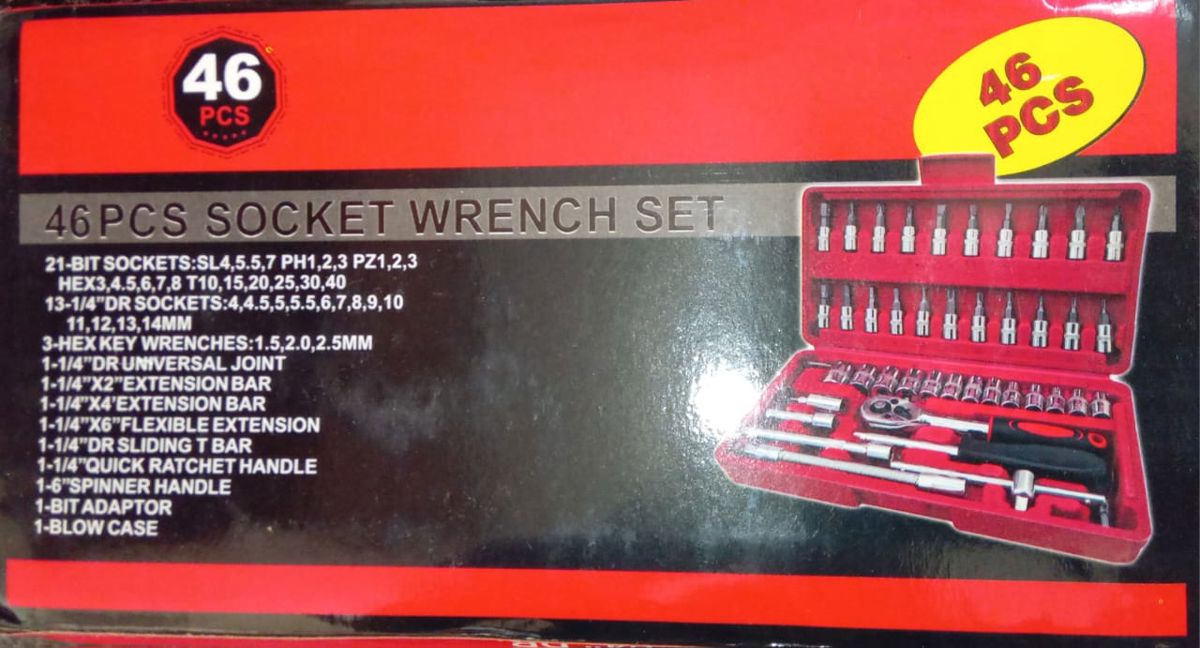 46
PCS
46
PCS
46PCS SOCKET WRENCH SET
21-BIT SOCKETS:SL4,5.5,7 PH1,2,3 PZ1,2,3
HEX3,4.5,6,7,8 T10,15,20,25,30,40
13-1/4”DR SOCKETS:4,4.5,5,5.5,6,7,8,9,10
11,12,13,14MM
3-HEX KEY WRENCHES:1.5,2.0,2.5MM
1-1/4”DR UNIVERSAL JOINT
1-1/4”X2”EXTENSION BAR
1-1/4”X4’EXTENSION BAR
1-1/4”X6”FLEXIBLE EXTENSION
1-1/4”DR SLIDING T BAR
1-1/4”QUICK RATCHET HANDLE
1-6”SPINNER HANDLE
1-BIT ADAPTOR
1-BLOW CASE